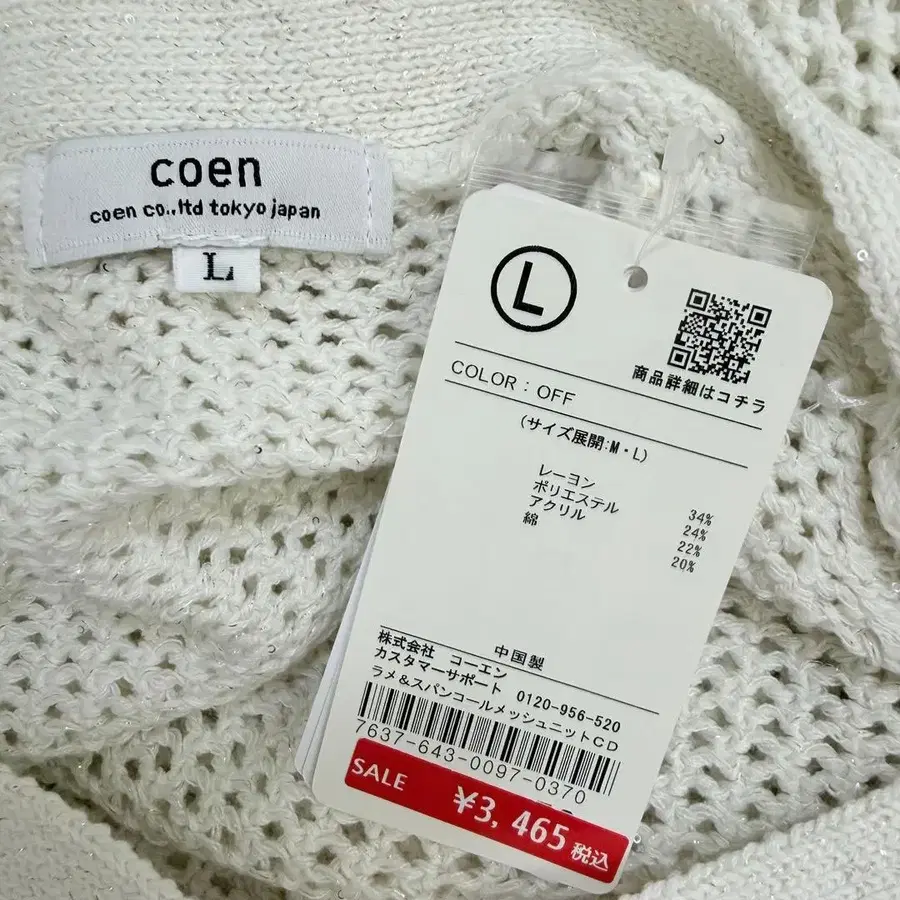 coen
coen co.,ltd tokyo japan
L
L
商品詳細はコチラ
COLOR : OFF
(サイズ展開:M・L)
レーヨン 34%
ポリエステル 24%
アクリル 22%
綿 20%
中国製
株式会社 コーエン
カスタマーサポート 0120-956-520
ラメ&スパンコールメッシュニットCD
7637-643-0097-0370
SALE ¥3,465 税込